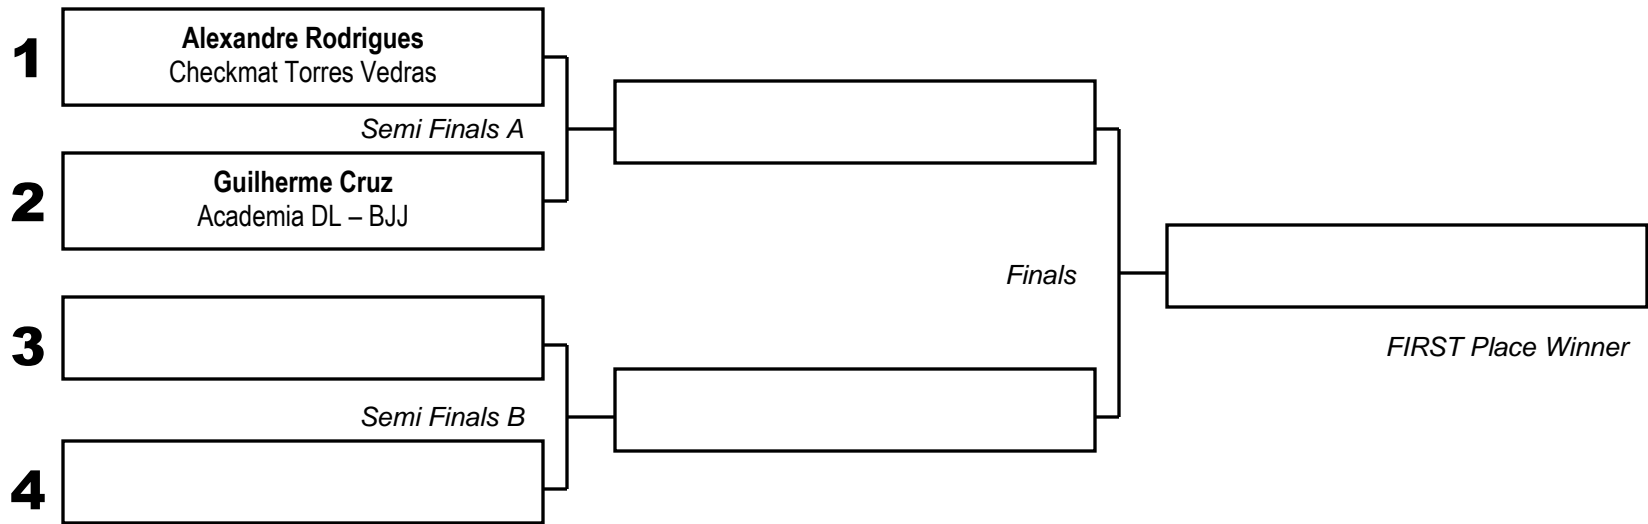 1
Alexandre Rodrigues
Checkmat Torres Vedras
Semi Finals A
2
Guilherme Cruz
Academia DL – BJJ
Finals
3
FIRST Place Winner
Semi Finals B
4